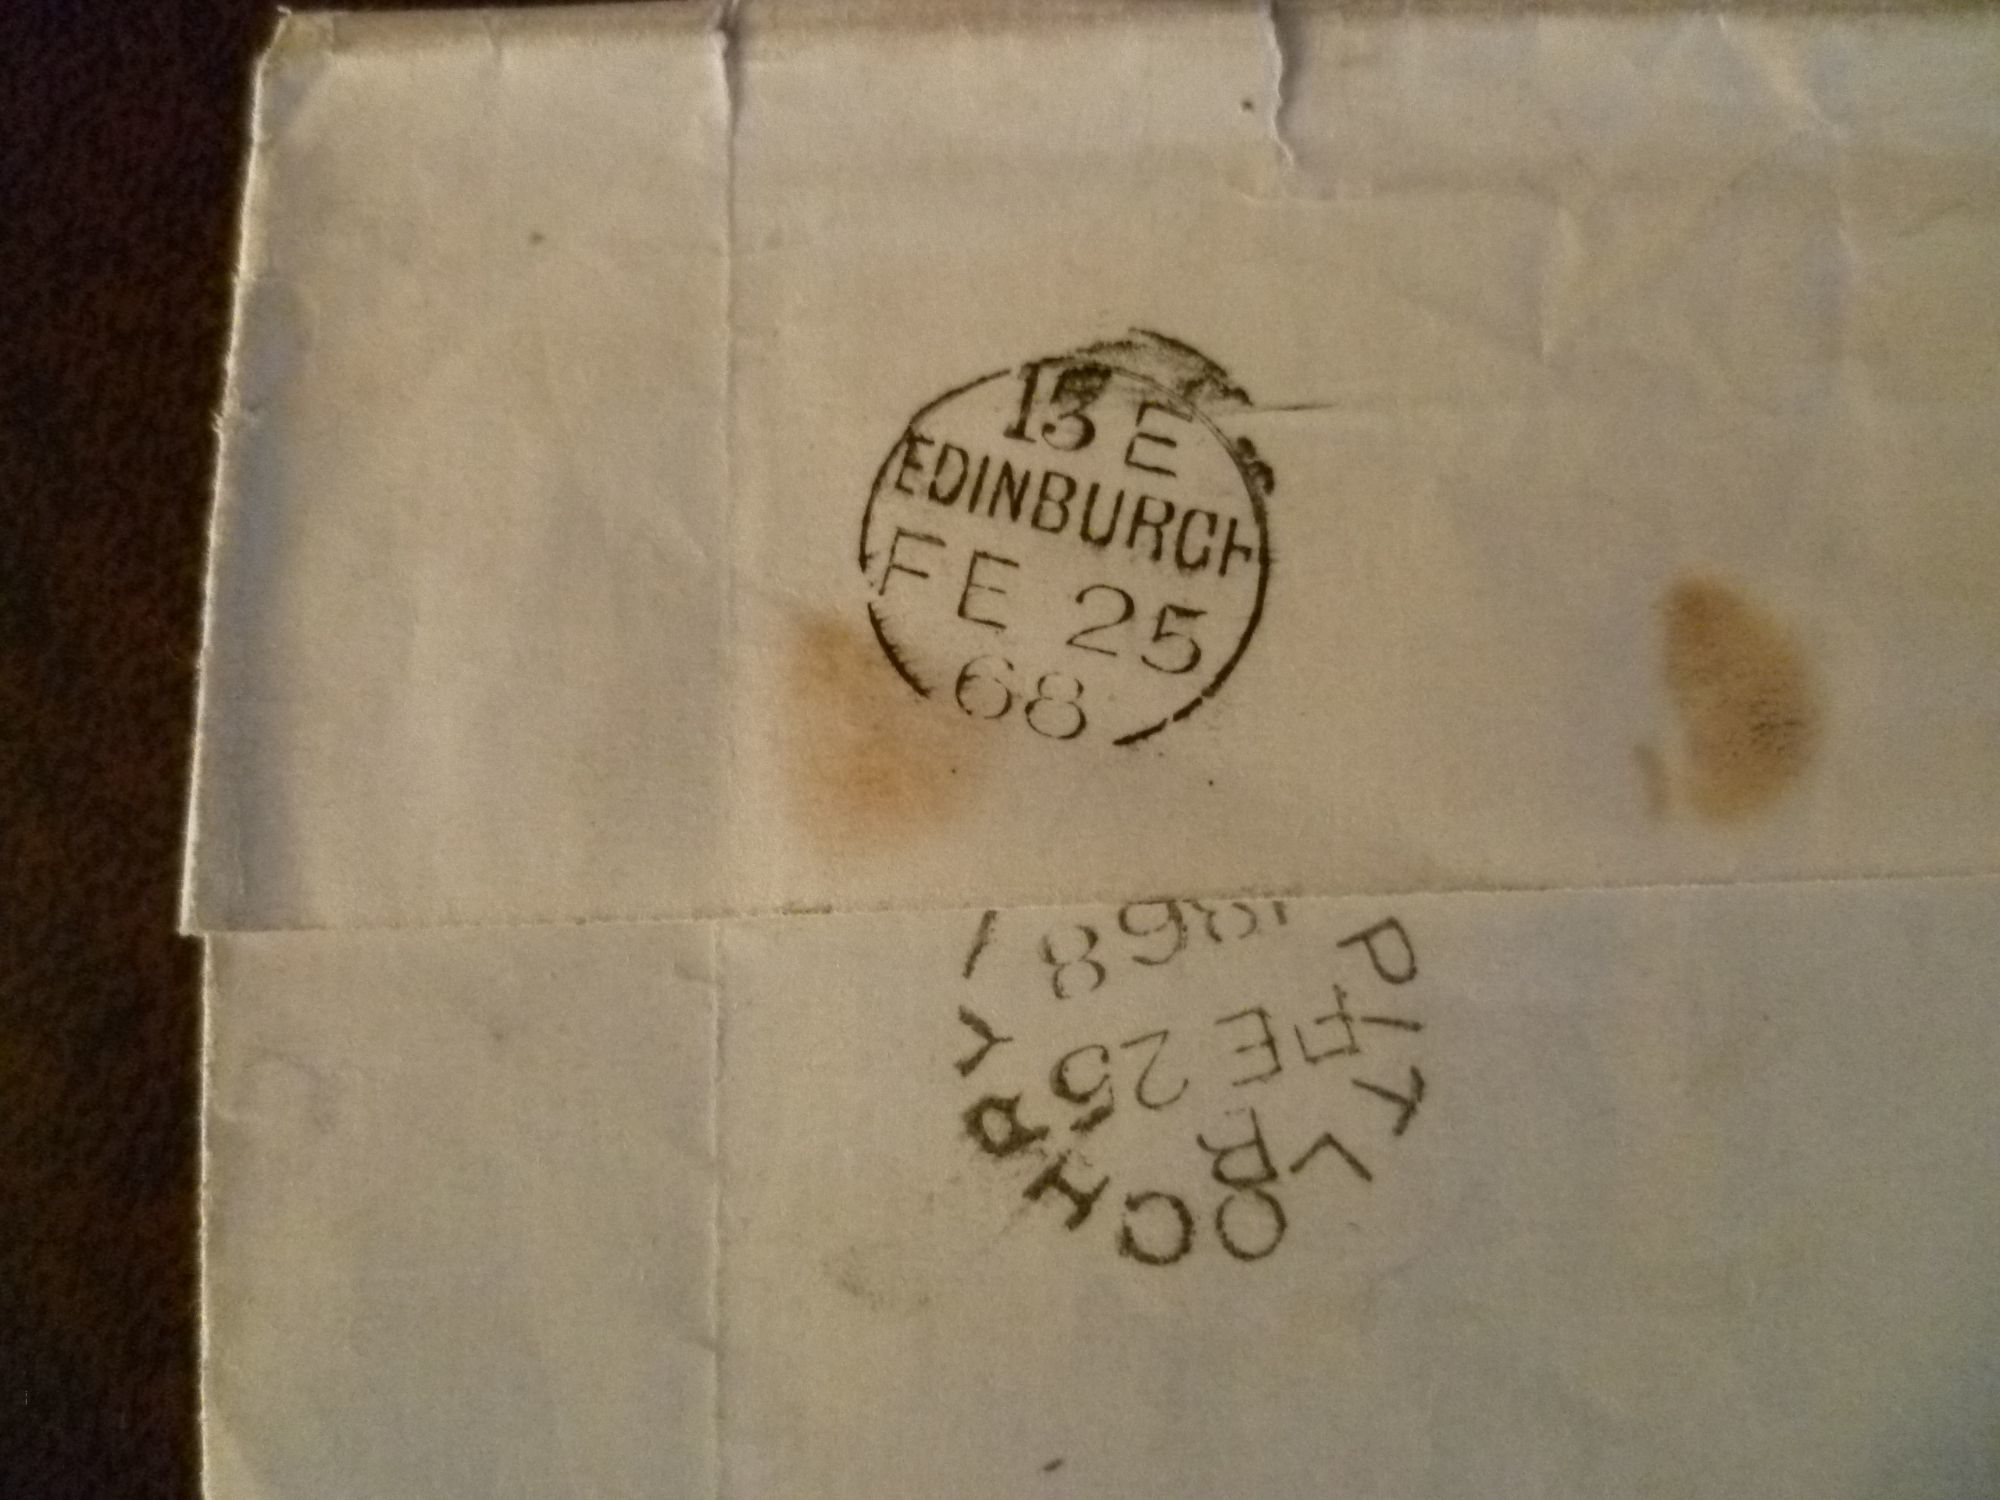 13 E
EDINBURGH
FE 25
68
PITLOCHRY
FE 25
1868